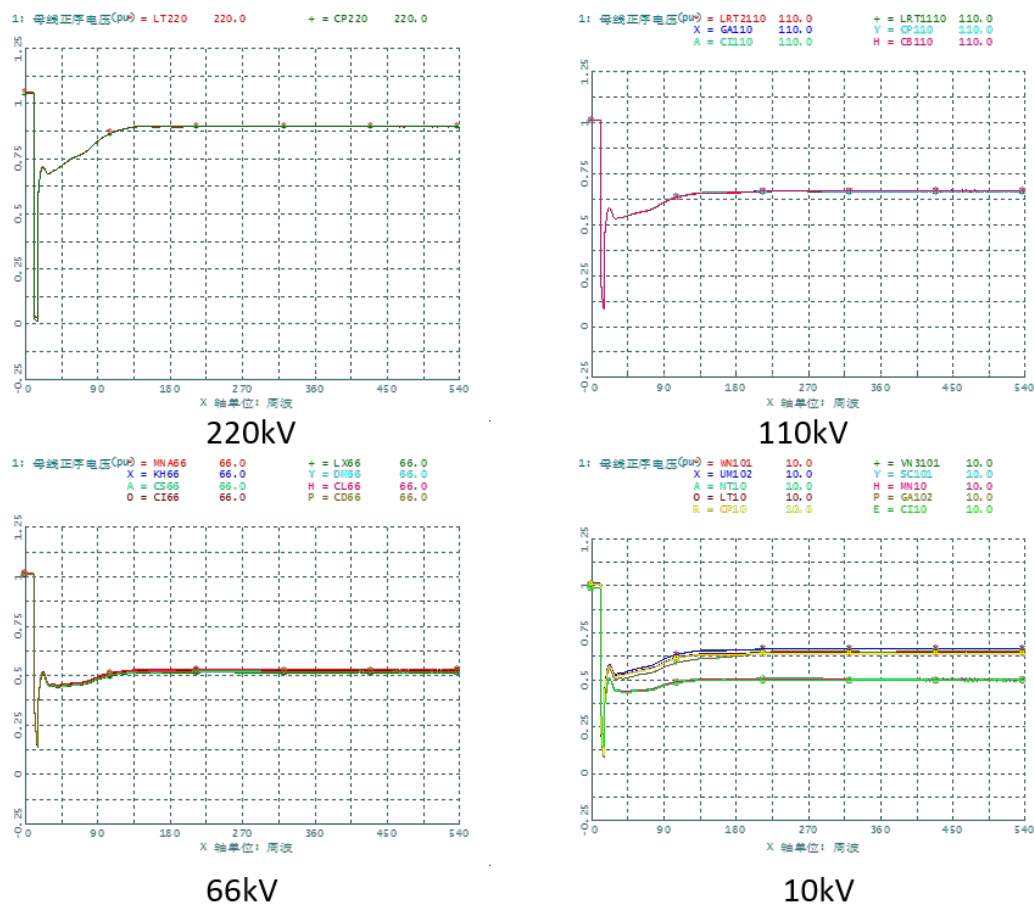 1: 母线正序电压(pu) * = LT220 220.0 + = CP220 220.0
1.25
1
0.75
0.5
0.25
0
-0.25
0 90 180 270 360 450 540
X 轴单位: 周波
220kV
1: 母线正序电压(pu) * = LRT2110 110.0 + = LRT1110 110.0
X = GA110 110.0 Y = CP110 110.0
A = CI110 110.0 H = CB110 110.0
1.25
1
0.75
0.5
0.25
0
-0.25
0 90 180 270 360 450 540
X 轴单位: 周波
110kV
1: 母线正序电压(pu) * = MNA66 66.0 + = LX66 66.0
X = KH66 66.0 Y = DM66 66.0
A = CS66 66.0 H = CL66 66.0
O = CI66 66.0 P = CD66 66.0
1.25
1
0.75
0.5
0.25
0
-0.25
0 90 180 270 360 450 540
X 轴单位: 周波
66kV
1: 母线正序电压(pu) * = WN101 10.0 + = VN3101 10.0
X = UM102 10.0 Y = SC101 10.0
A = NT10 10.0 H = MN10 10.0
O = LT10 10.0 P = GA102 10.0
R = CP10 10.0 E = CI10 10.0
1.25
1
0.75
0.5
0.25
0
-0.25
0 90 180 270 360 450 540
X 轴单位: 周波
10kV